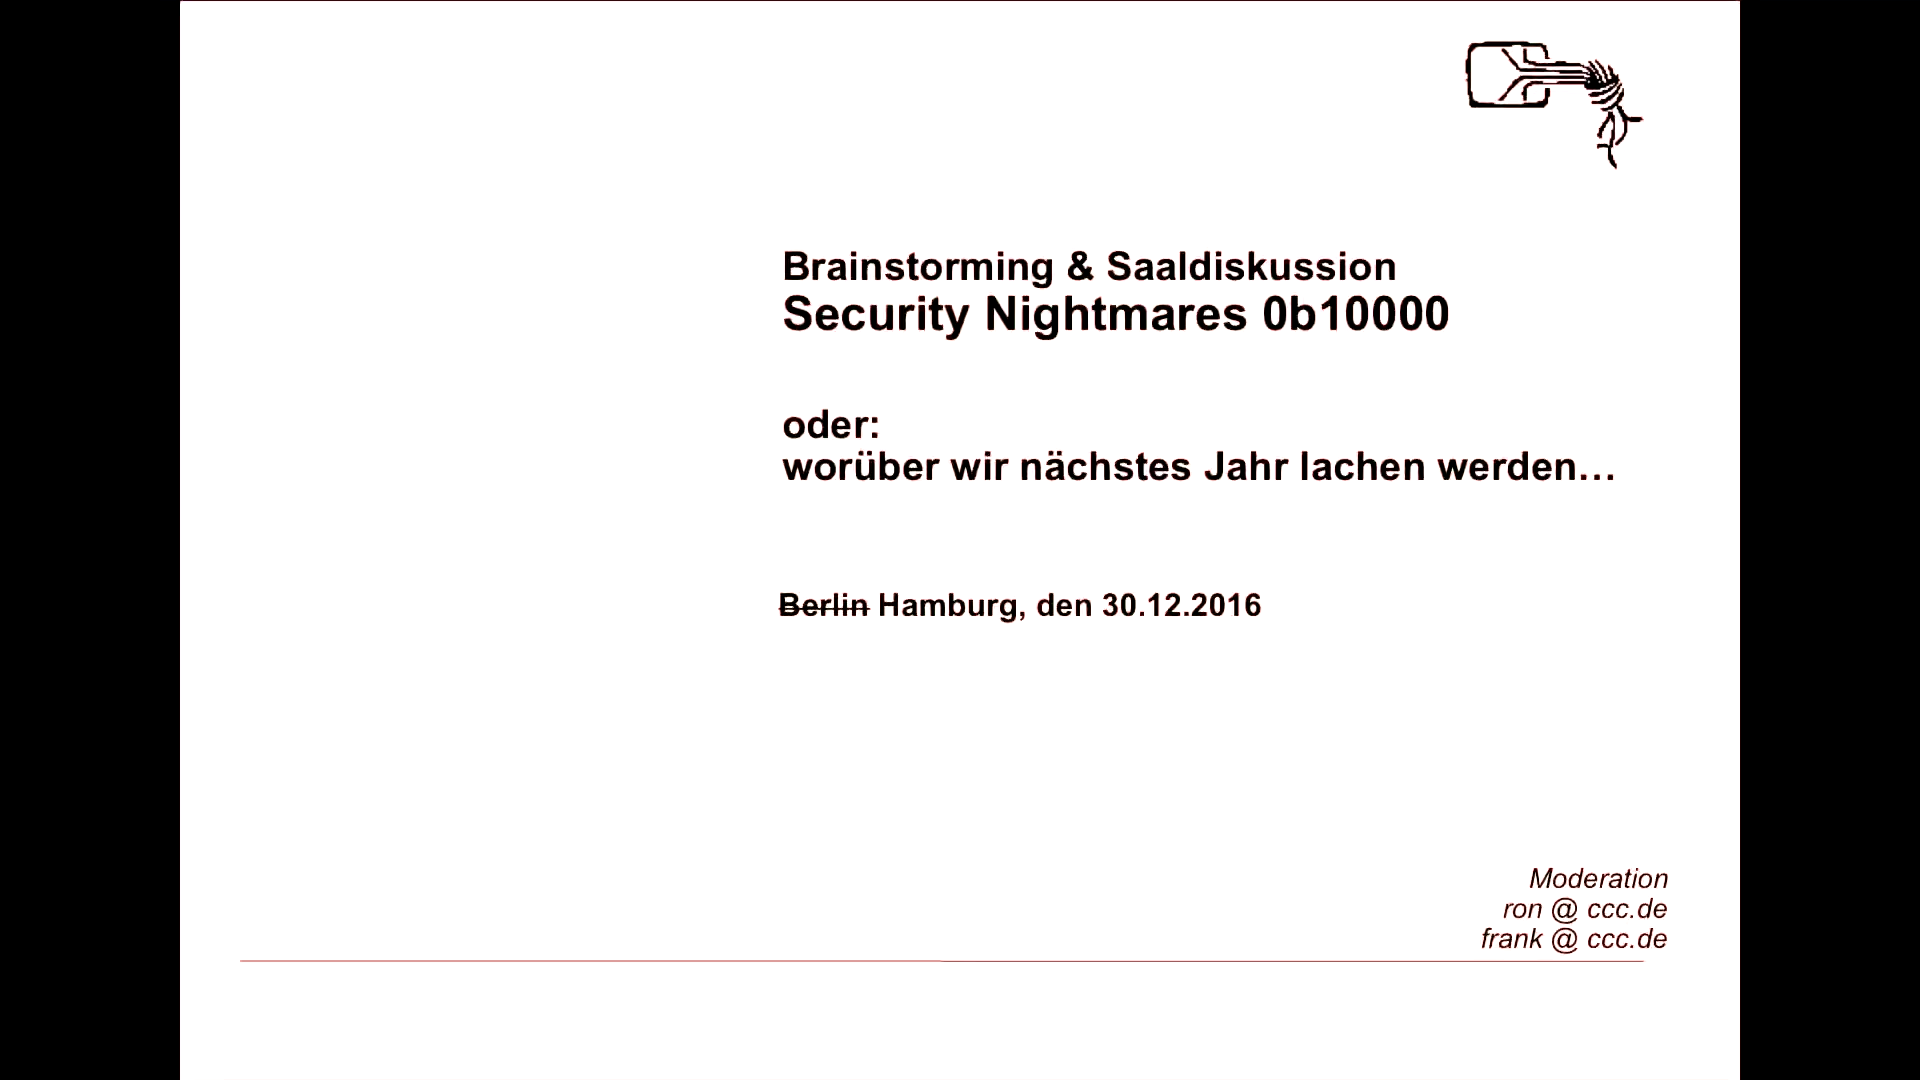 Brainstorming & Saaldiskussion
Security Nightmares 0b10000
oder:
worüber wir nächstes Jahr lachen werden…
Berlin Hamburg, den 30.12.2016
Moderation
ron @ ccc.de
frank @ ccc.de